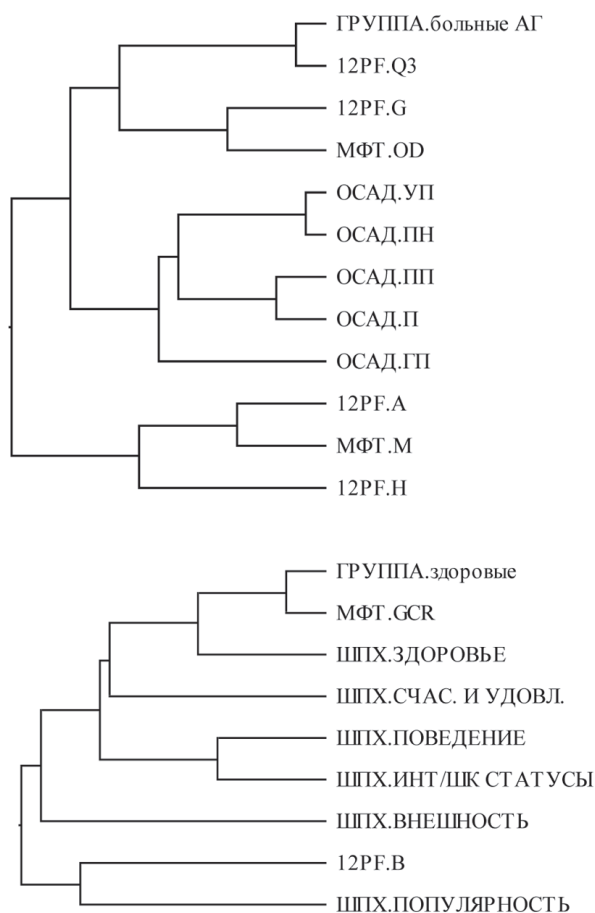 ГРУППА.больные АГ
12PF.Q3
12PF.G
МФТ.OD
ОСАД.УП
ОСАД.ПН
ОСАД.ПП
ОСАД.П
ОСАД.ГП
12PF.A
МФТ.М
12PF.H
ГРУППА.здоровые
МФТ.GCR
ШПХ.ЗДОРОВЬЕ
ШПХ.СЧАС. И УДОВЛ.
ШПХ.ПОВЕДЕНИЕ
ШПХ.ИНТ/ШК СТАТУСЫ
ШПХ.ВНЕШНОСТЬ
12PF.B
ШПХ.ПОПУЛЯРНОСТЬ